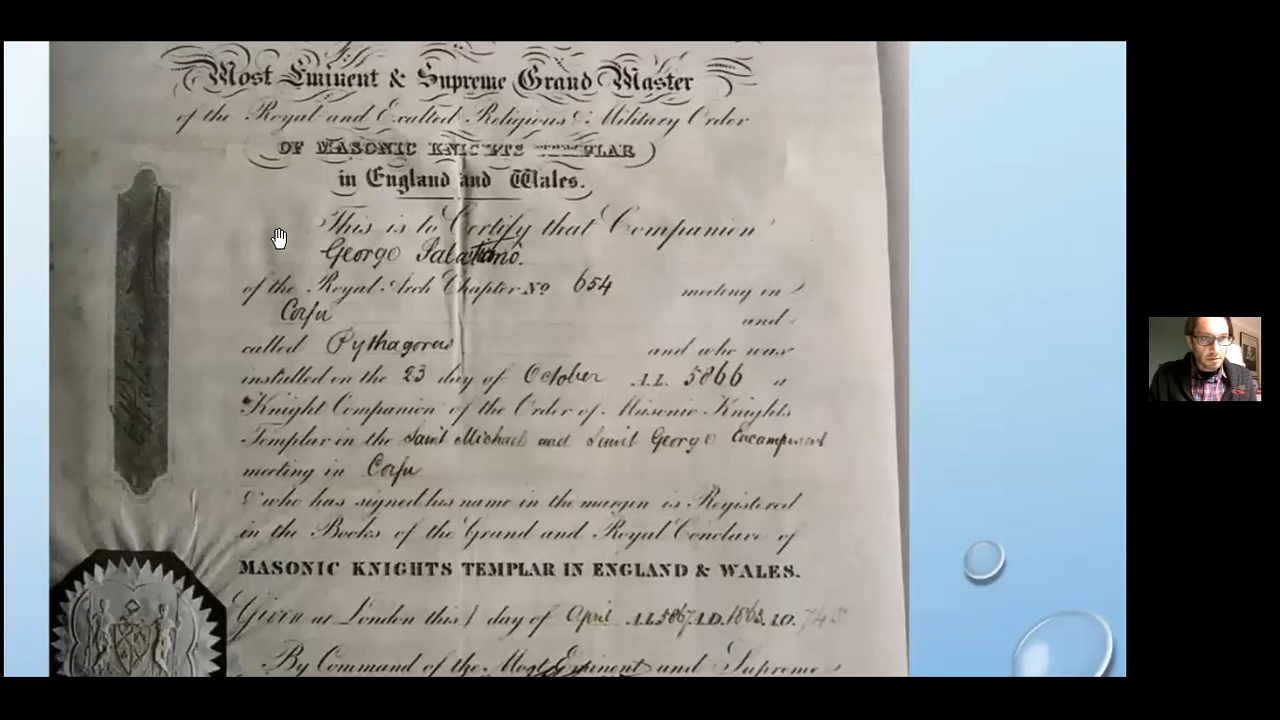 Most Eminent & Supreme Grand Master
of the Royal and Exalted Religious & Military Order
OF MASONIC KNIGHTS TEMPLAR
in England and Wales.
This is to Certify that Companion
George
of the Royal Arch Chapter No 654 meeting in
Corfu and
called Pythagoras and who was
installed on the 23 day of October A.L. 5866 a
Knight Companion of the Order of Masonic Knights
Templar in the Saint Michael and Saint George Encampment
meeting in Corfu
& who has signed his name in the margin is Registered
in the Books of the Grand and Royal Conclave of
MASONIC KNIGHTS TEMPLAR IN ENGLAND & WALES.
Given at London this 1 day of April A.L. 5867 A.D. 1863. A.O. 745
By Command of the Most Eminent and Supreme